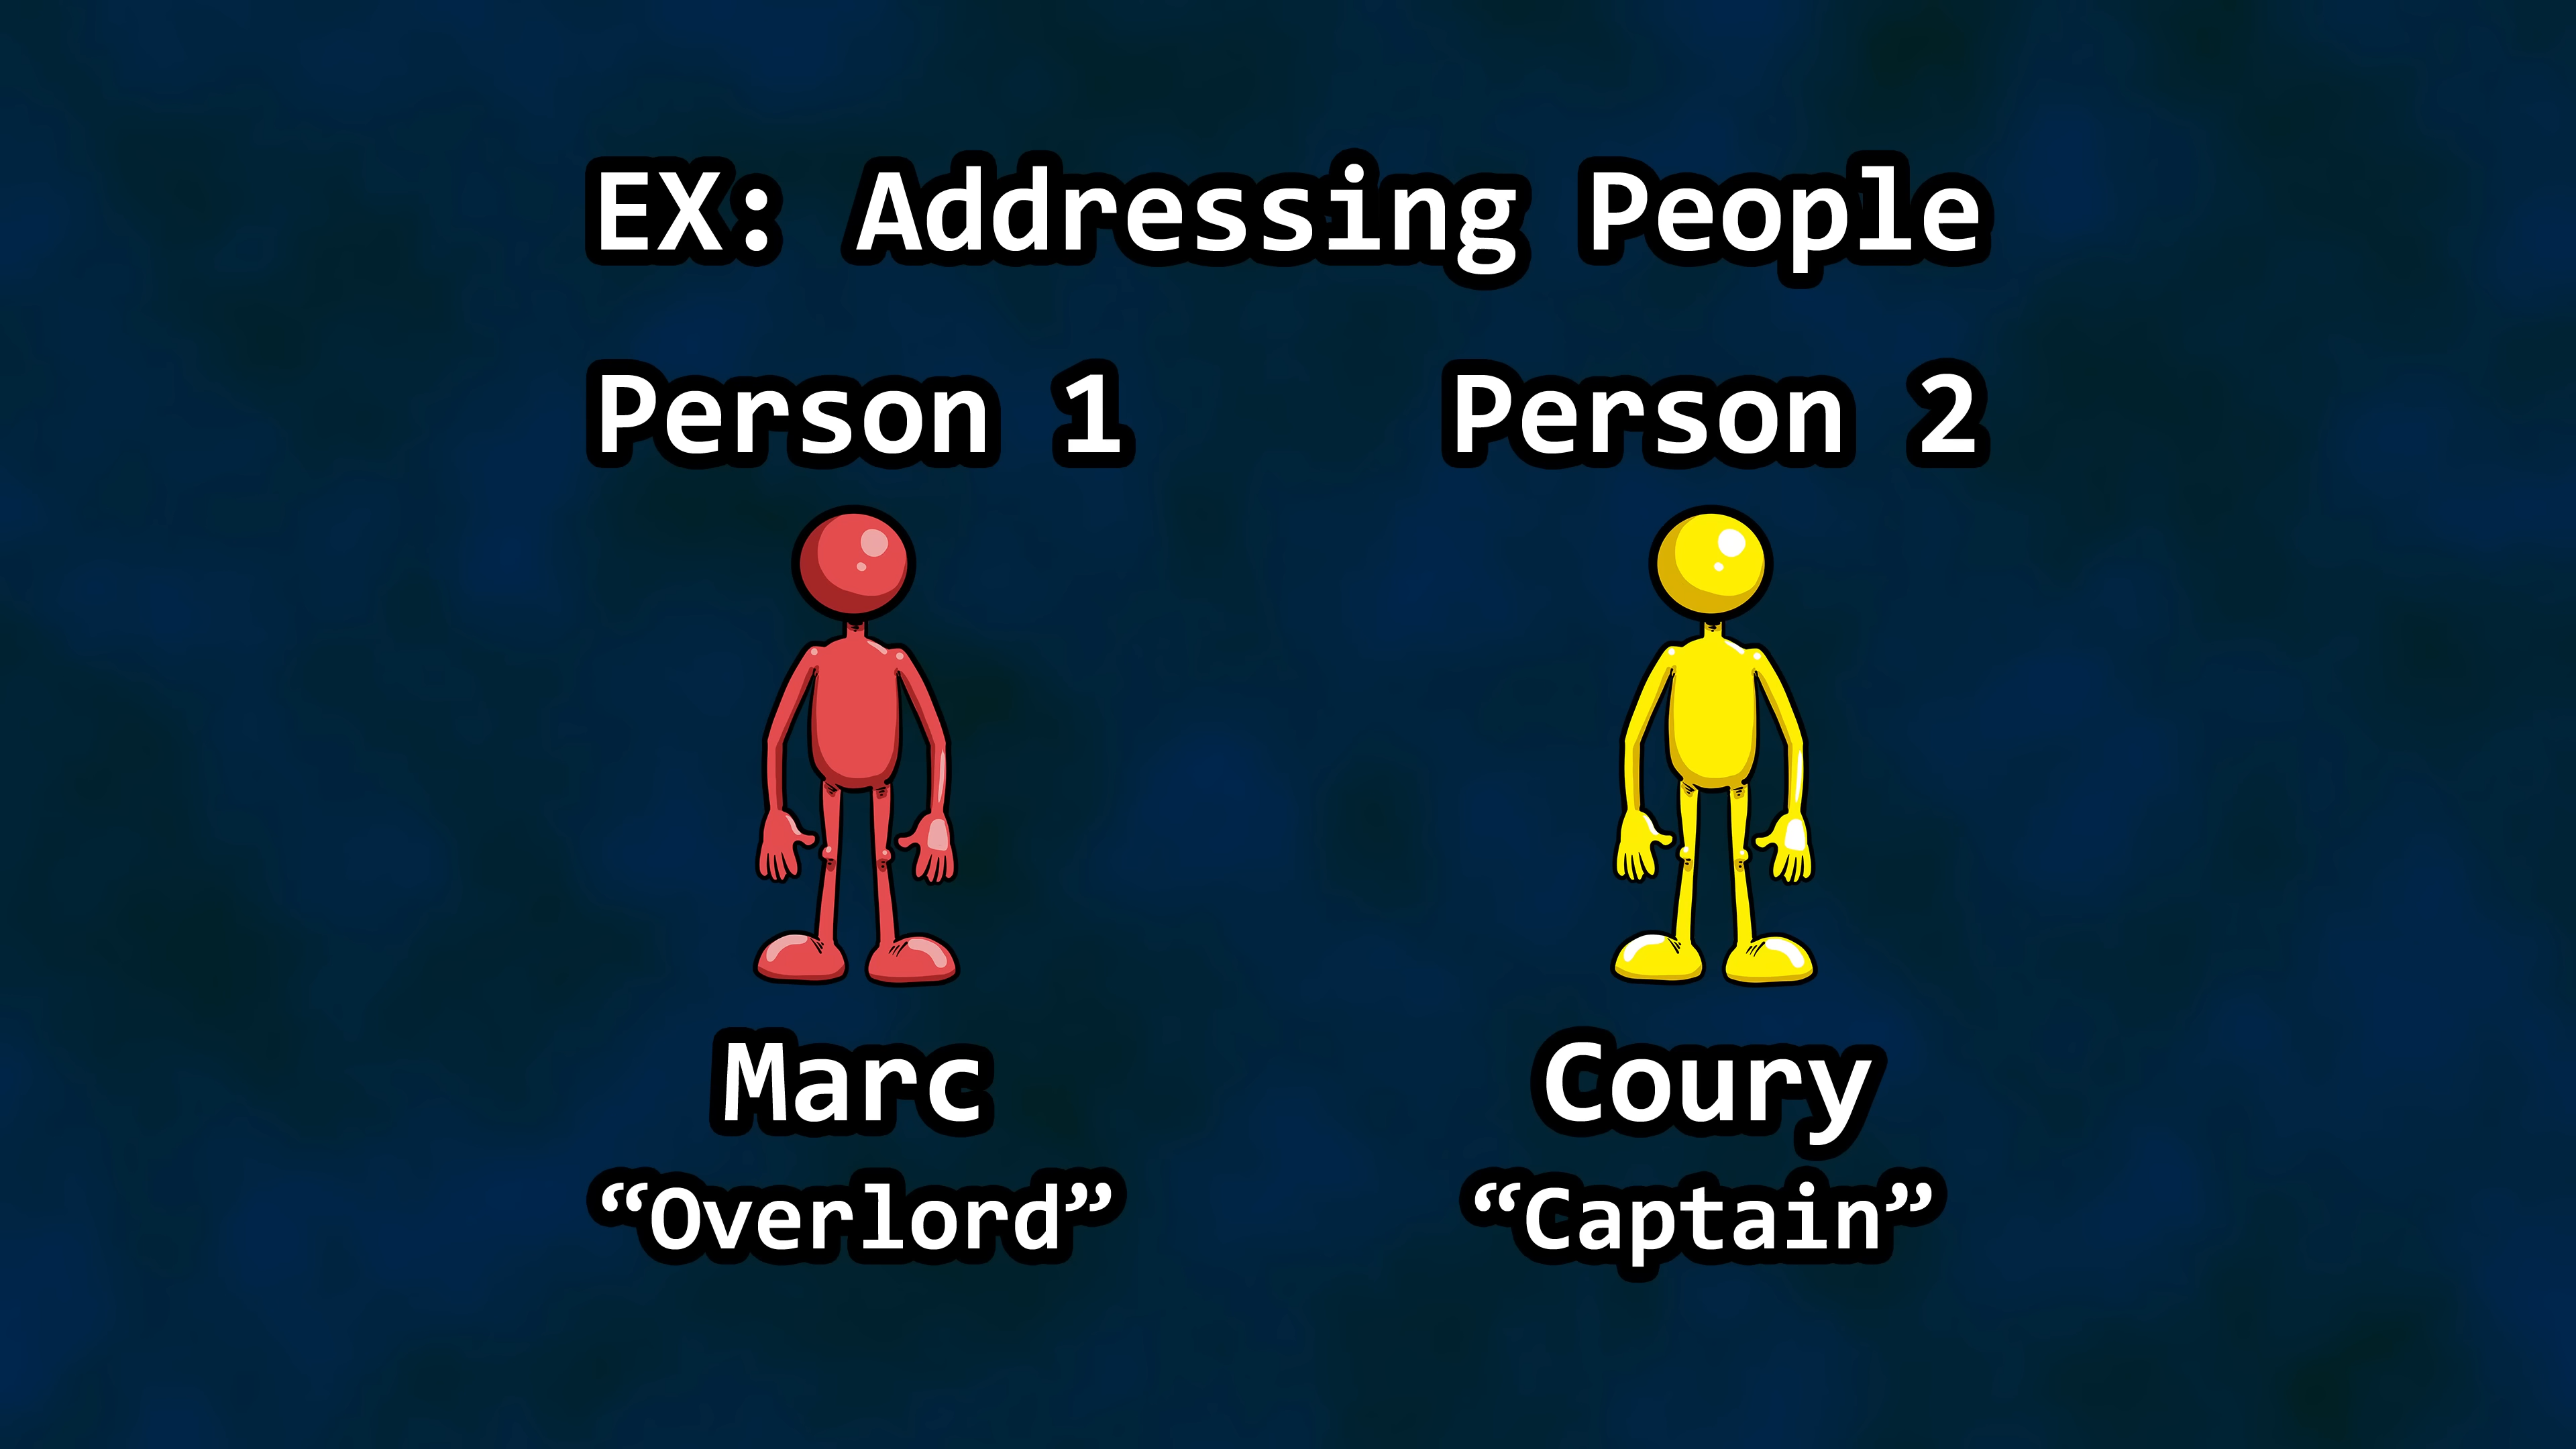 EX: Addressing People
Person 1
Person 2
Marc
Coury
“Overlord”
“Captain”